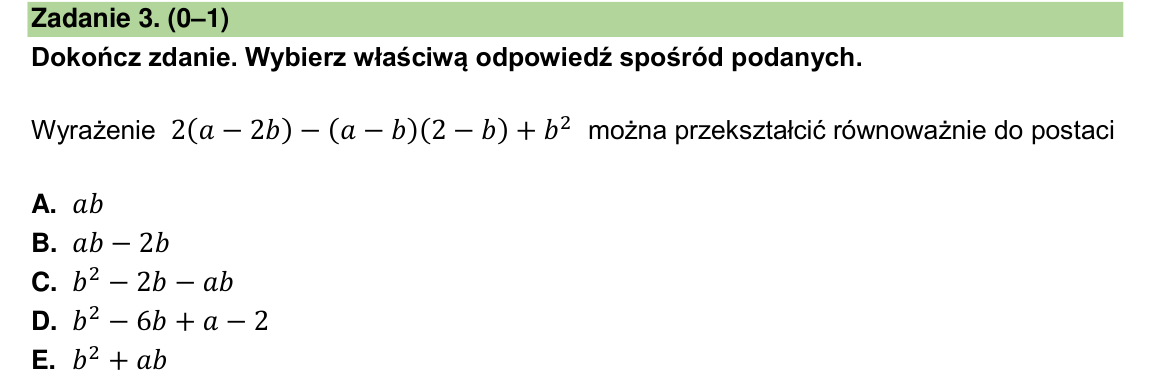 Zadanie 3. (0–1)
Dokończ zdanie. Wybierz właściwą odpowiedź spośród podanych.
Wyrażenie 2(a − 2b) − (a − b)(2 − b) + b² można przekształcić równoważnie do postaci
A. ab
B. ab − 2b
C. b² − 2b − ab
D. b² − 6b + a − 2
E. b² + ab